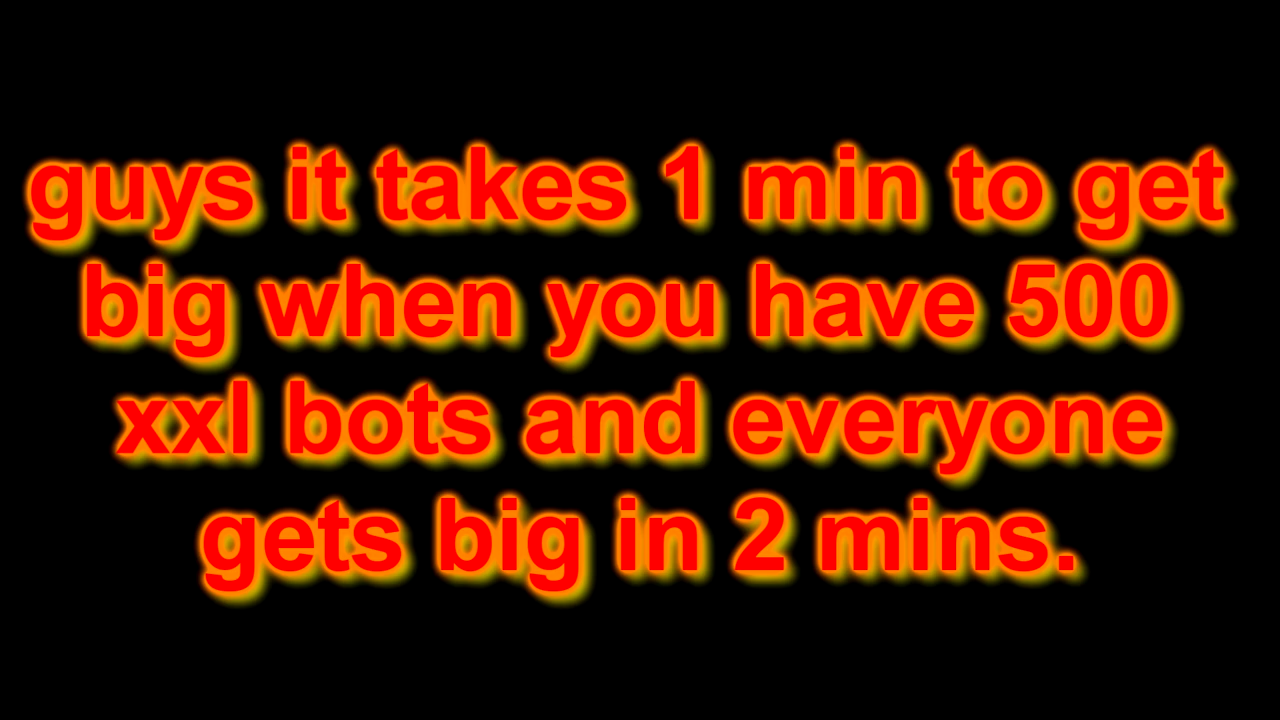 guys it takes 1 min to get
big when you have 500
xxl bots and everyone
gets big in 2 mins.